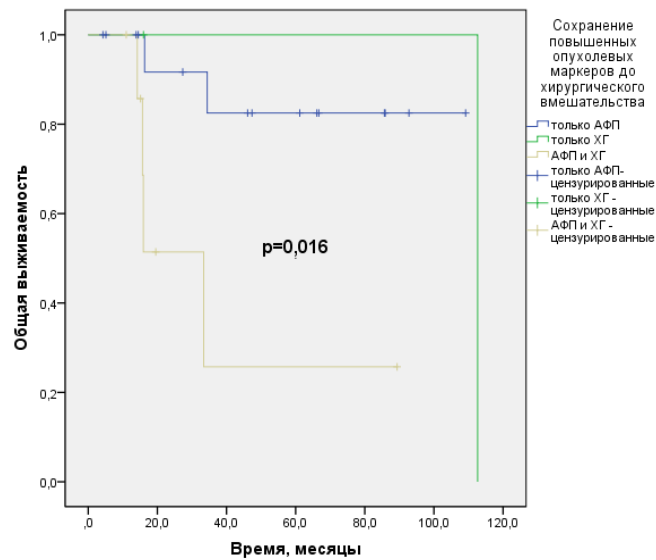 Сохранение
повышенных
опухолевых
маркеров до
хирургического
вмешательства
только АФП
только ХГ
АФП и ХГ
только АФП-
цензурированные
только ХГ -
цензурированные
АФП и ХГ -
цензурированные
Общая выживаемость
1,0
0,8
0,6
0,4
0,2
0,0
p=0,016
,0
20,0
40,0
60,0
80,0
100,0
120,0
Время, месяцы